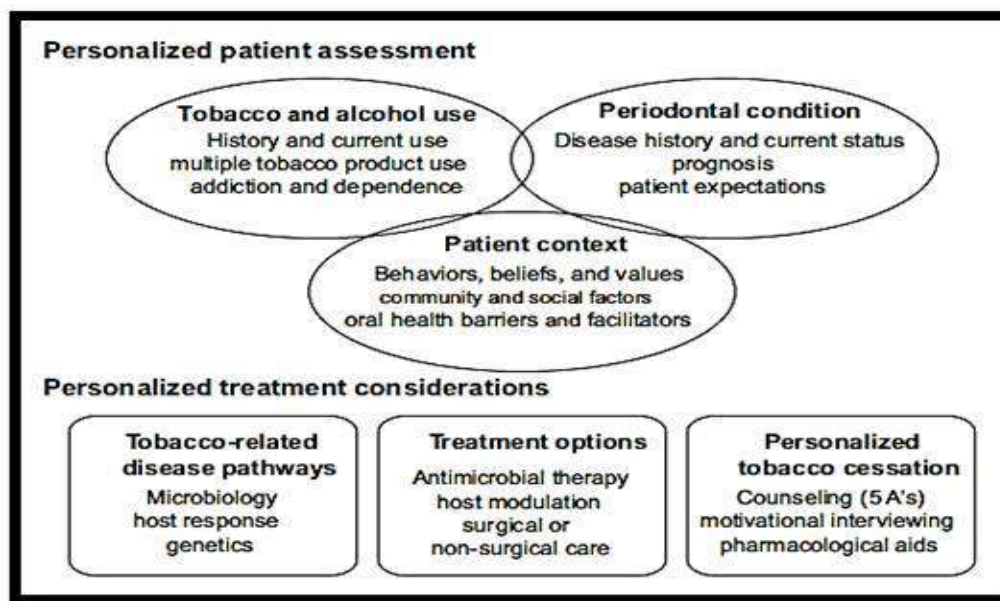 Personalized patient assessment
Tobacco and alcohol use
History and current use
multiple tobacco product use
addiction and dependence
Periodontal condition
Disease history and current status
prognosis
patient expectations
Patient context
Behaviors, beliefs, and values
community and social factors
oral health barriers and facilitators
Personalized treatment considerations
Tobacco-related
disease pathways
Microbiology
host response
genetics
Treatment options
Antimicrobial therapy
host modulation
surgical or
non-surgical care
Personalized
tobacco cessation
Counseling (5A's)
motivational interviewing
pharmacological aids